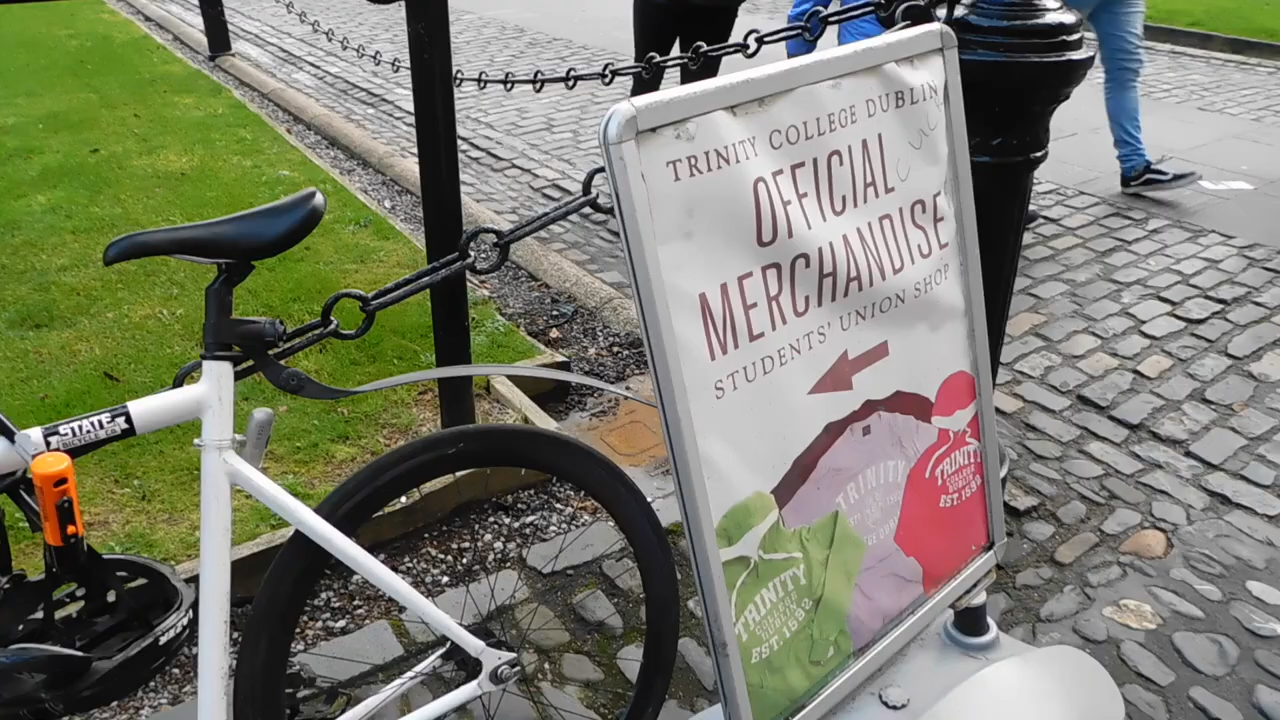 TRINITY COLLEGE DUBLIN
OFFICIAL
MERCHANDISE
STUDENTS' UNION SHOP
TRINITY
TRINITY
COLLEGE
DUBLIN
EST.1592
TRINITY
COLLEGE
DUBLIN
EST.1592
STATE
BICYCLE CO.